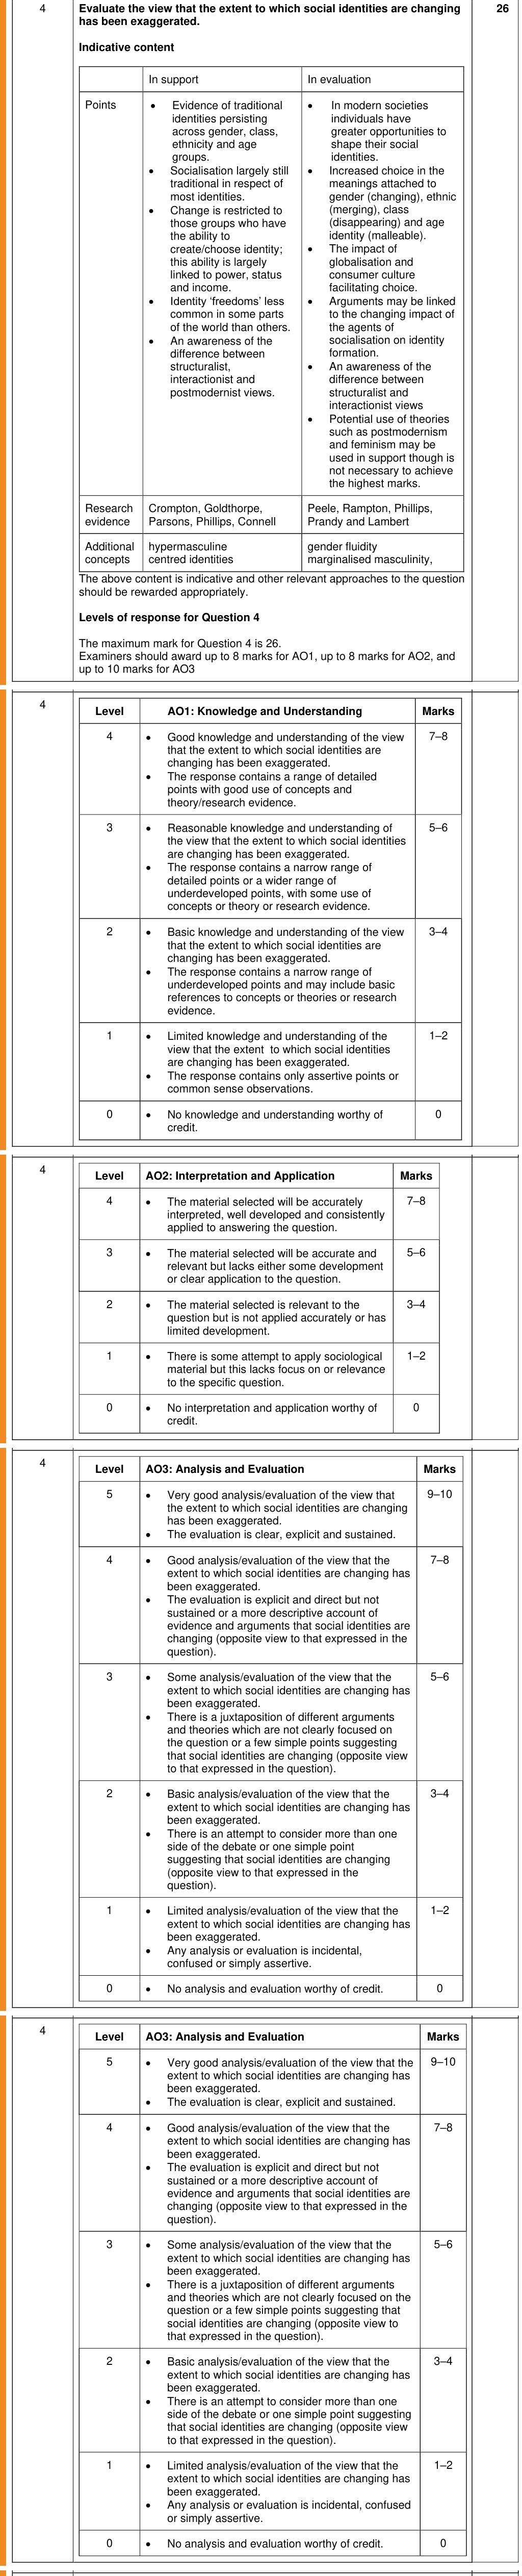 4
Evaluate the view that the extent to which social identities are changing
has been exaggerated.
26
Indicative content
In support
In evaluation
Points
• Evidence of traditional
identities persisting
across gender, class,
ethnicity and age
groups.
• Socialisation largely still
traditional in respect of
most identities.
• Change is restricted to
those groups who have
the ability to
create/choose identity;
this ability is largely
linked to power, status
and income.
• Identity ‘freedoms’ less
common in some parts
of the world than others.
• An awareness of the
difference between
structuralist,
interactionist and
postmodernist views.
• In modern societies
individuals have
greater opportunities to
shape their social
identities.
• Increased choice in the
meanings attached to
gender (changing), ethnic
(merging), class
(disappearing) and age
identity (malleable).
• The impact of
globalisation and
consumer culture
facilitating choice.
• Arguments may be linked
to the changing impact of
the agents of
socialisation on identity
formation.
• An awareness of the
difference between
structuralist and
interactionist views
• Potential use of theories
such as postmodernism
and feminism may be
used in support though is
not necessary to achieve
the highest marks.
Research
evidence
Crompton, Goldthorpe,
Parsons, Phillips, Connell
Peele, Rampton, Phillips,
Prandy and Lambert
Additional
concepts
hypermasculine
centred identities
gender fluidity
marginalised masculinity,
The above content is indicative and other relevant approaches to the question
should be rewarded appropriately.
Levels of response for Question 4
The maximum mark for Question 4 is 26.
Examiners should award up to 8 marks for AO1, up to 8 marks for AO2, and
up to 10 marks for AO3
4
Level AO1: Knowledge and Understanding Marks
4 • Good knowledge and understanding of the view 7–8
that the extent to which social identities are
changing has been exaggerated.
• The response contains a range of detailed
points with good use of concepts and
theory/research evidence.
3 • Reasonable knowledge and understanding of 5–6
the view that the extent to which social identities
are changing has been exaggerated.
• The response contains a narrow range of
detailed points or a wider range of
underdeveloped points, with some use of
concepts or theory or research evidence.
2 • Basic knowledge and understanding of the view 3–4
that the extent to which social identities are
changing has been exaggerated.
• The response contains a narrow range of
underdeveloped points and may include basic
references to concepts or theories or research
evidence.
1 • Limited knowledge and understanding of the 1–2
view that the extent to which social identities
are changing has been exaggerated.
• The response contains only assertive points or
common sense observations.
0 • No knowledge and understanding worthy of 0
credit.
4
Level AO2: Interpretation and Application Marks
4 • The material selected will be accurately 7–8
interpreted, well developed and consistently
applied to answering the question.
3 • The material selected will be accurate and 5–6
relevant but lacks either some development
or clear application to the question.
2 • The material selected is relevant to the 3–4
question but is not applied accurately or has
limited development.
1 • There is some attempt to apply sociological 1–2
material but this lacks focus on or relevance
to the specific question.
0 • No interpretation and application worthy of 0
credit.
4
Level AO3: Analysis and Evaluation Marks
5 • Very good analysis/evaluation of the view that 9–10
the extent to which social identities are changing
has been exaggerated.
• The evaluation is clear, explicit and sustained.
4 • Good analysis/evaluation of the view that the 7–8
extent to which social identities are changing has
been exaggerated.
• The evaluation is explicit and direct but not
sustained or a more descriptive account of
evidence and arguments that social identities are
changing (opposite view to that expressed in the
question).
3 • Some analysis/evaluation of the view that the 5–6
extent to which social identities are changing has
been exaggerated.
• There is a juxtaposition of different arguments
and theories which are not clearly focused on
the question or a few simple points suggesting
that social identities are changing (opposite view
to that expressed in the question).
2 • Basic analysis/evaluation of the view that the 3–4
extent to which social identities are changing has
been exaggerated.
• There is an attempt to consider more than one
side of the debate or one simple point
suggesting that social identities are changing
(opposite view to that expressed in the
question).
1 • Limited analysis/evaluation of the view that the 1–2
extent to which social identities are changing has
been exaggerated.
• Any analysis or evaluation is incidental,
confused or simply assertive.
0 • No analysis and evaluation worthy of credit. 0
4
Level AO3: Analysis and Evaluation Marks
5 • Very good analysis/evaluation of the view that the 9–10
extent to which social identities are changing has
been exaggerated.
• The evaluation is clear, explicit and sustained.
4 • Good analysis/evaluation of the view that the 7–8
extent to which social identities are changing has
been exaggerated.
• The evaluation is explicit and direct but not
sustained or a more descriptive account of
evidence and arguments that social identities are
changing (opposite view to that expressed in the
question).
3 • Some analysis/evaluation of the view that the 5–6
extent to which social identities are changing has
been exaggerated.
• There is a juxtaposition of different arguments
and theories which are not clearly focused on the
question or a few simple points suggesting that
social identities are changing (opposite view to
that expressed in the question).
2 • Basic analysis/evaluation of the view that the 3–4
extent to which social identities are changing has
been exaggerated.
• There is an attempt to consider more than one
side of the debate or one simple point suggesting
that social identities are changing (opposite view
to that expressed in the question).
1 • Limited analysis/evaluation of the view that the 1–2
extent to which social identities are changing has
been exaggerated.
• Any analysis or evaluation is incidental, confused
or simply assertive.
0 • No analysis and evaluation worthy of credit. 0